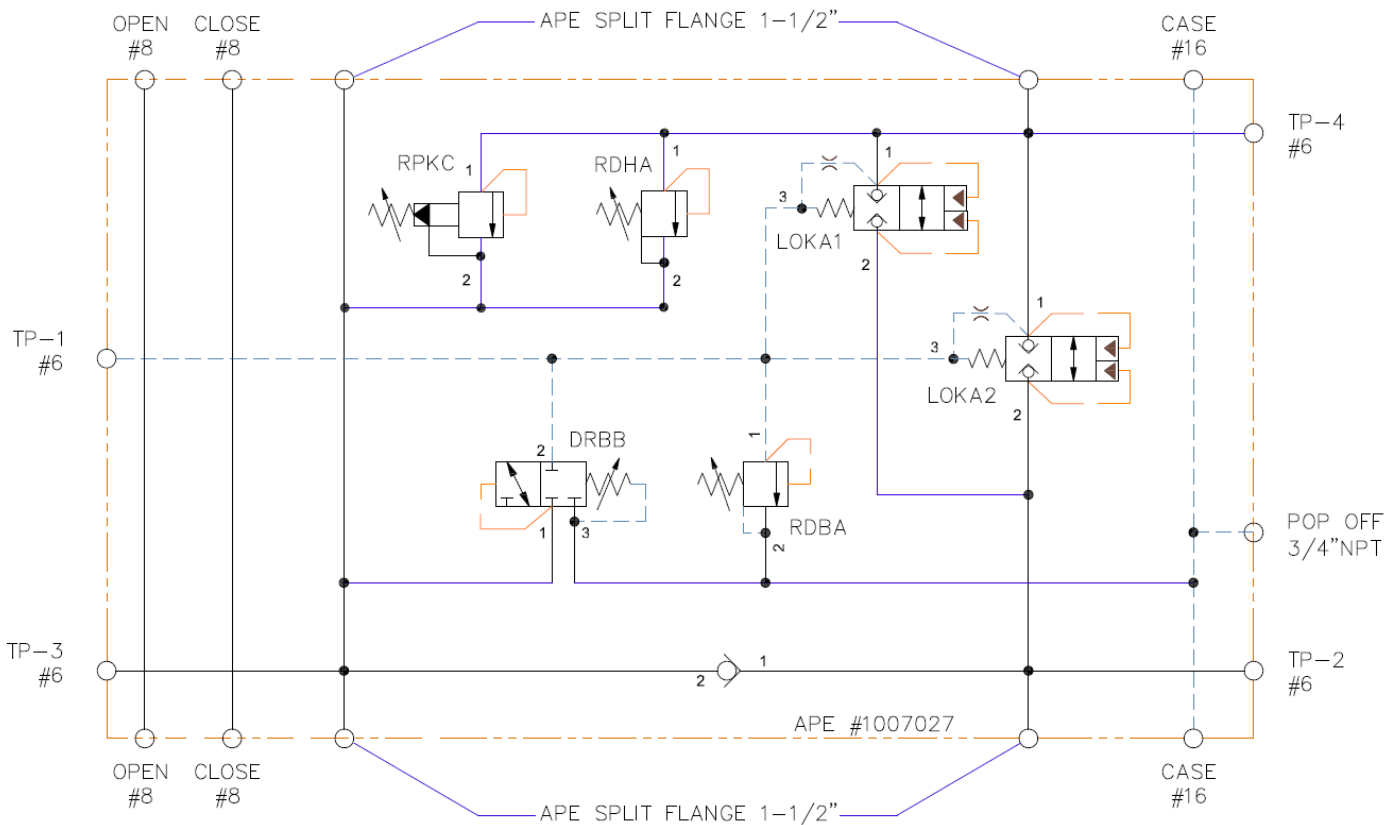 OPEN
#8
CLOSE
#8
APE SPLIT FLANGE 1-1/2"
CASE
#16
TP-4
#6
RPKC
1
2
RDHA
1
2
1
3
LOKA1
2
TP-1
#6
1
3
LOKA2
2
DRBB
2
1
3
1
RDBA
2
POP OFF
3/4"NPT
TP-3
#6
1
2
TP-2
#6
APE #1007027
OPEN
#8
CLOSE
#8
CASE
#16
APE SPLIT FLANGE 1-1/2"